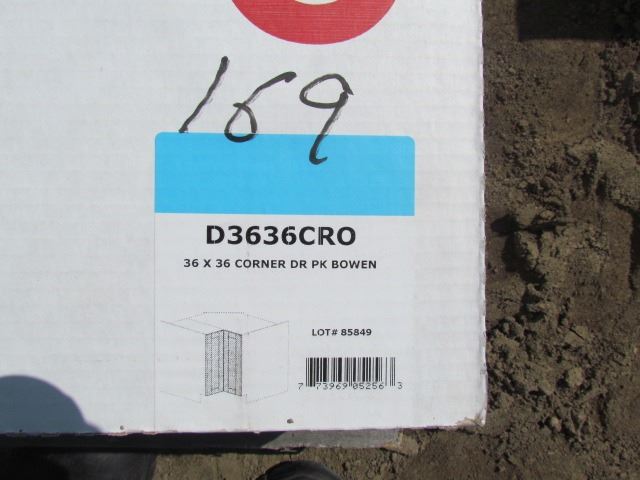 169
D3636CRO
36 X 36 CORNER DR PK BOWEN
LOT# 85849
7 73969 05256 3